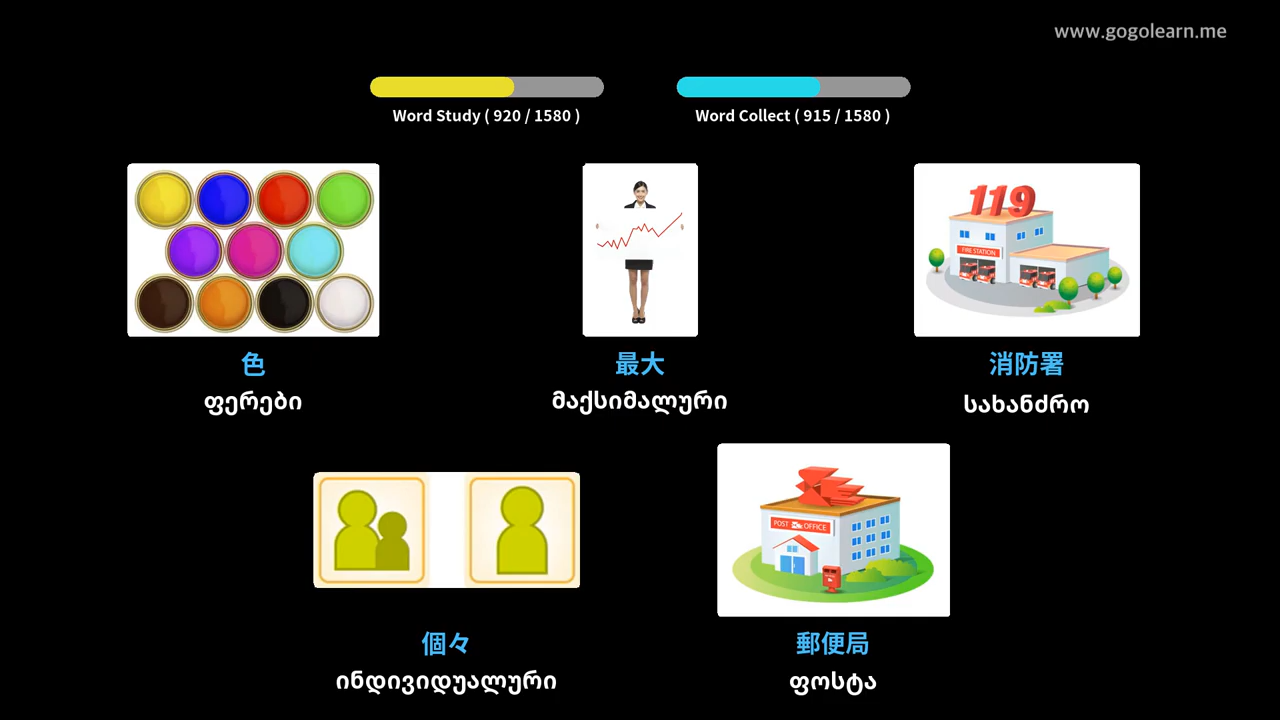 www.gogolearn.me
Word Study ( 920 / 1580 )
Word Collect ( 915 / 1580 )
119
FIRE STATION
色
ფერები
最大
მაქსიმალური
消防署
სახანძრო
POST OFFICE
個々
ინდივიდუალური
郵便局
ფოსტა